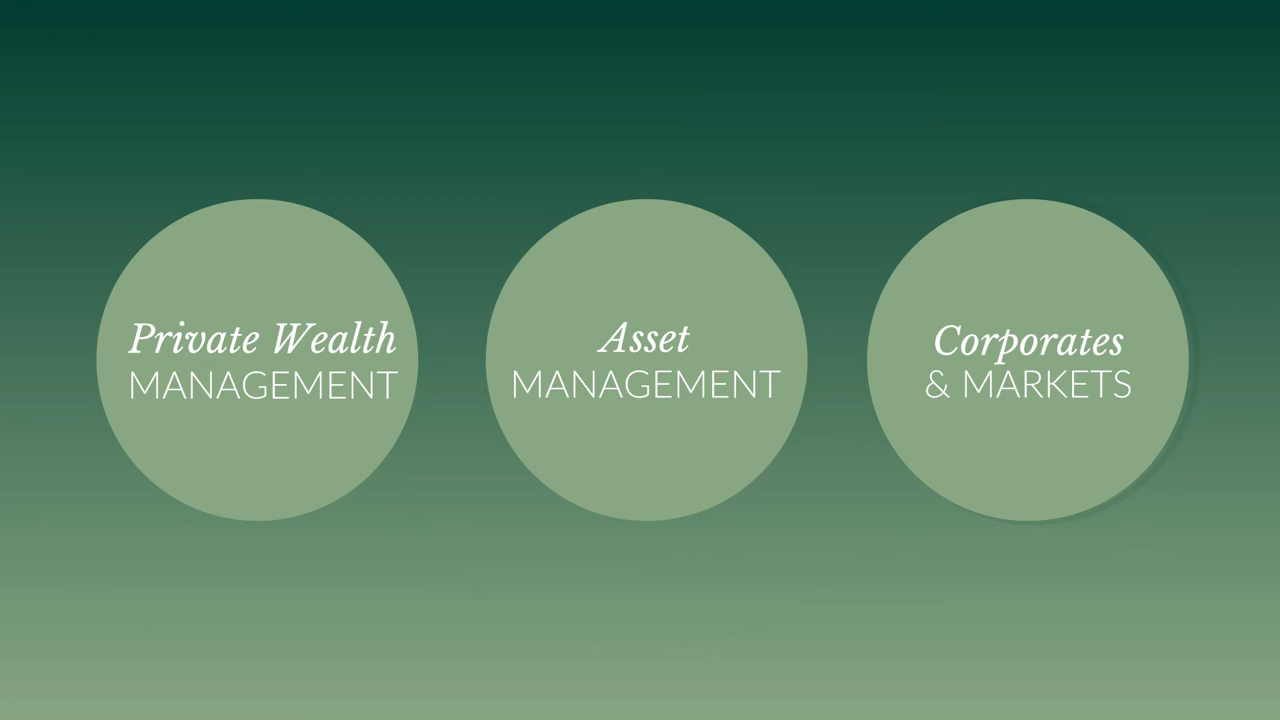 Private Wealth
MANAGEMENT
Asset
MANAGEMENT
Corporates
& MARKETS